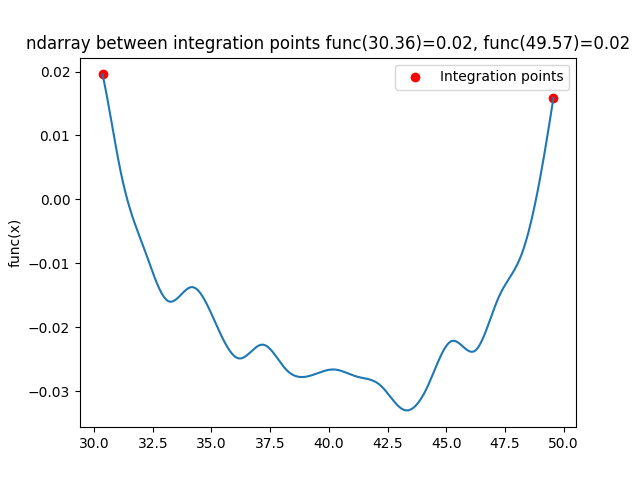 ndarray between integration points func(30.36)=0.02, func(49.57)=0.02
Integration points
func(x)
0.02
0.01
0.00
−0.01
−0.02
−0.03
30.0 32.5 35.0 37.5 40.0 42.5 45.0 47.5 50.0